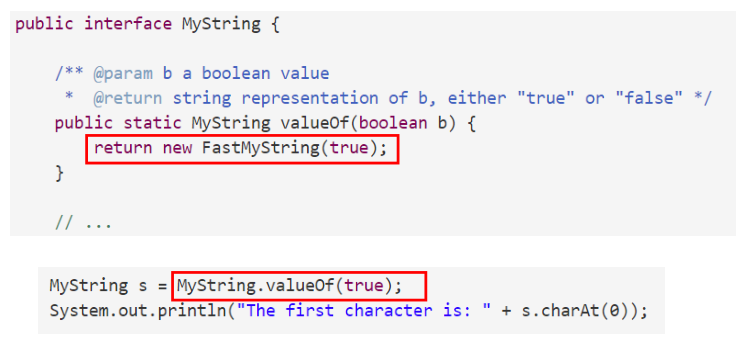 public interface MyString {
/** @param b a boolean value
* @return string representation of b, either "true" or "false" */
public static MyString valueOf(boolean b) {
return new FastMyString(true);
}
// ...
MyString s = MyString.valueOf(true);
System.out.println("The first character is: " + s.charAt(0));